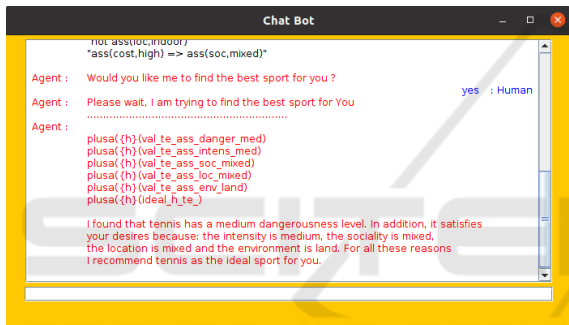 Chat Bot
"not ass(loc,indoor)"
"ass(cost,high) => ass(soc,mixed)"
Agent : Would you like me to find the best sport for you ?
yes : Human
Agent : Please wait, I am trying to find the best sport for You
..............................................................
Agent :
plusa({h}(val_te_ass_danger_med)
plusa({h}(val_te_ass_intens_med)
plusa({h}(val_te_ass_soc_mixed)
plusa({h}(val_te_ass_loc_mixed)
plusa({h}(val_te_ass_env_land)
plusa({h}(ideal_h_te_)
I found that tennis has a medium dangerousness level. In addition, it satisfies
your desires because: the intensity is medium, the sociality is mixed,
the location is mixed and the environment is land. For all these reasons
I recommend tennis as the ideal sport for you.